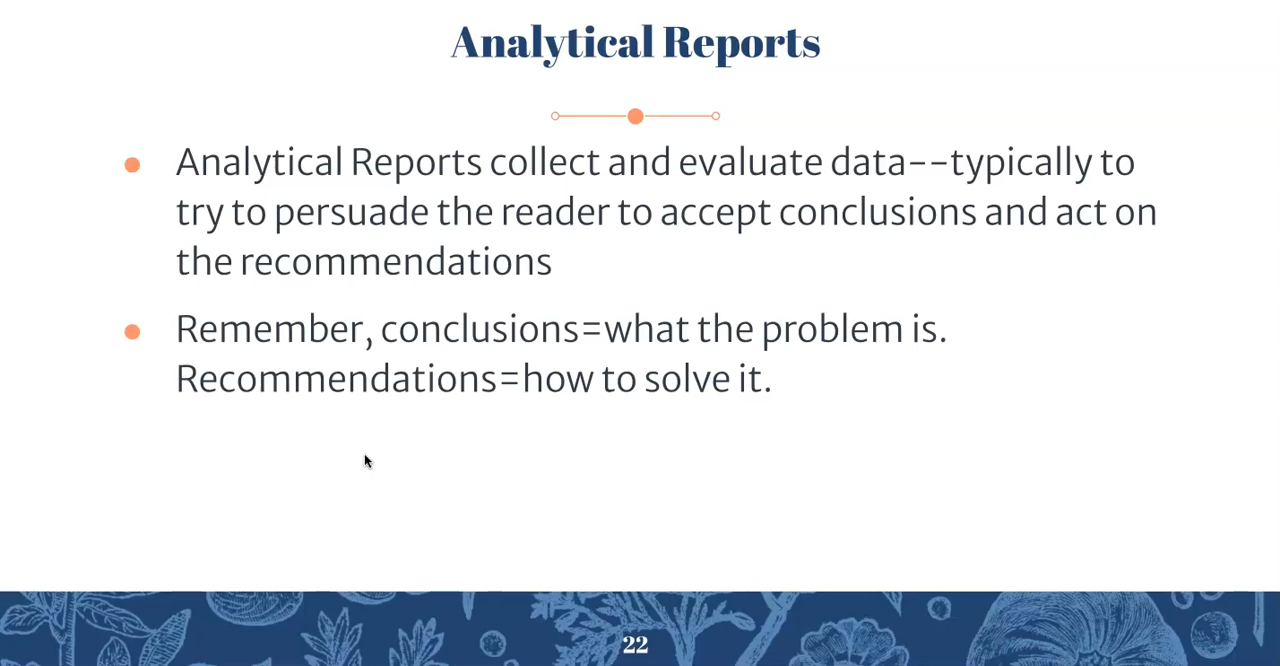 Analytical Reports
Analytical Reports collect and evaluate data--typically to
try to persuade the reader to accept conclusions and act on
the recommendations
Remember, conclusions=what the problem is.
Recommendations=how to solve it.
22